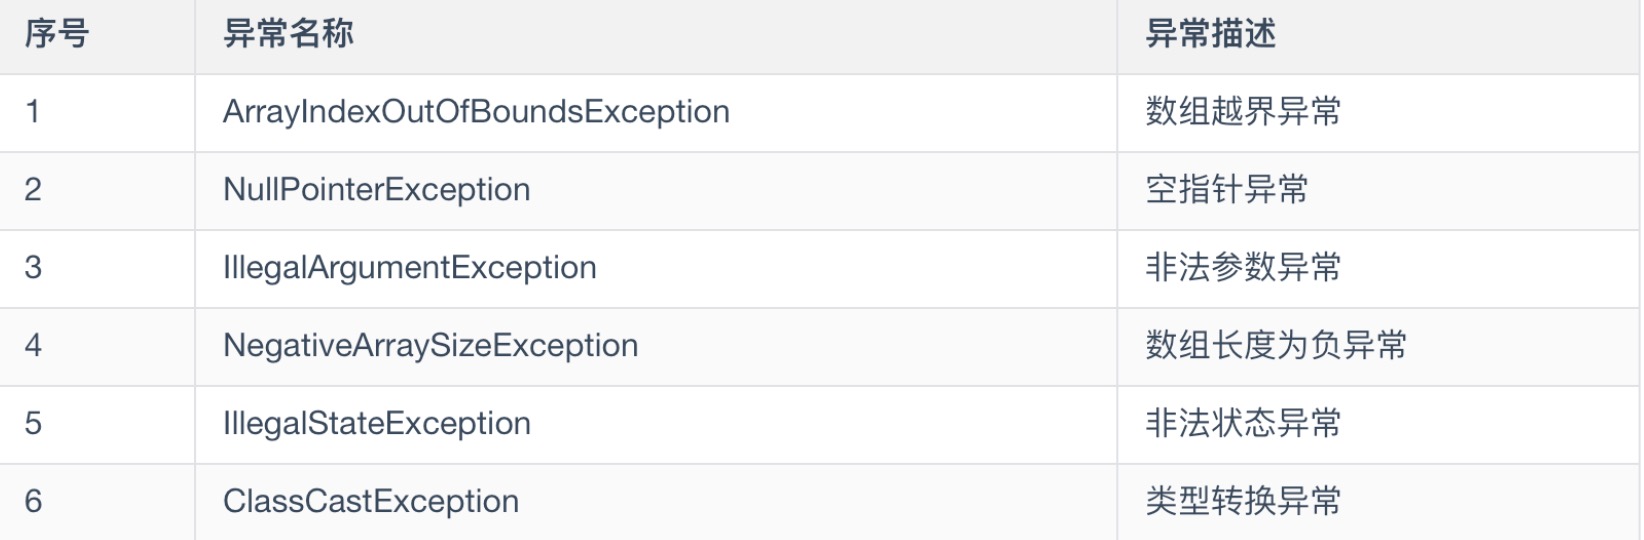 序号 异常名称 异常描述
1 ArrayIndexOutOfBoundsException 数组越界异常
2 NullPointerException 空指针异常
3 IllegalArgumentException 非法参数异常
4 NegativeArraySizeException 数组长度为负异常
5 IllegalStateException 非法状态异常
6 ClassCastException 类型转换异常